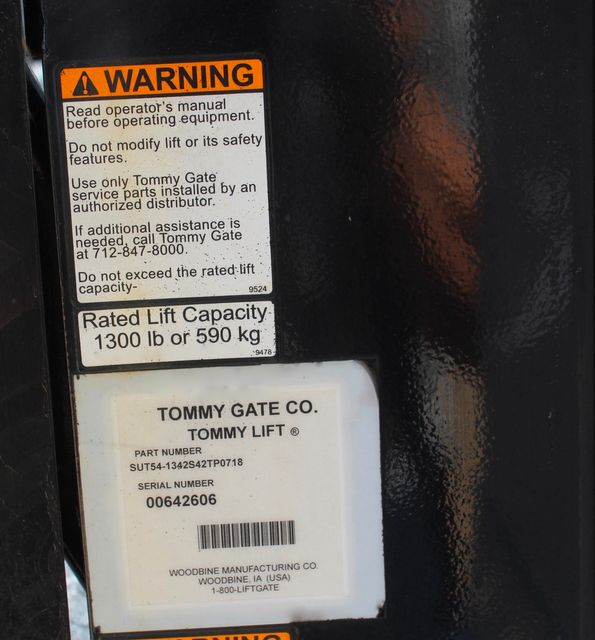 WARNING
Read operator's manual
before operating equipment.
Do not modify lift or its safety
features.
Use only Tommy Gate
service parts installed by an
authorized distributor.
If additional assistance is
needed, call Tommy Gate
at 712-847-8000.
Do not exceed the rated lift
capacity-
9524
Rated Lift Capacity
1300 lb or 590 kg
9478
TOMMY GATE CO.
TOMMY LIFT ®
PART NUMBER
SUT54-1342S42TP0718
SERIAL NUMBER
00642606
WOODBINE MANUFACTURING CO.
WOODBINE, IA (USA)
1-800-LIFTGATE
WARNING